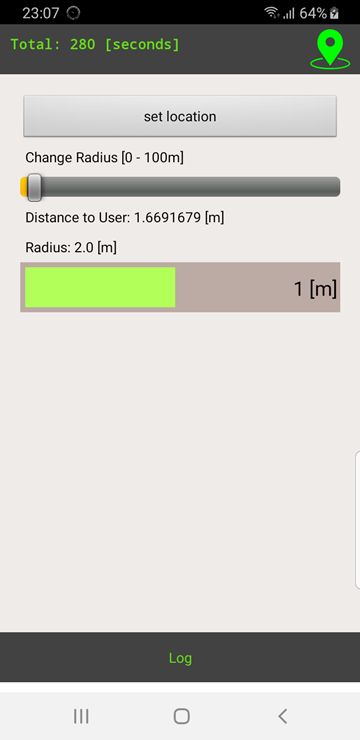 23:07
64%
Total: 280 [seconds]
set location
Change Radius [0 - 100m]
Distance to User: 1.6691679 [m]
Radius: 2.0 [m]
1 [m]
Log